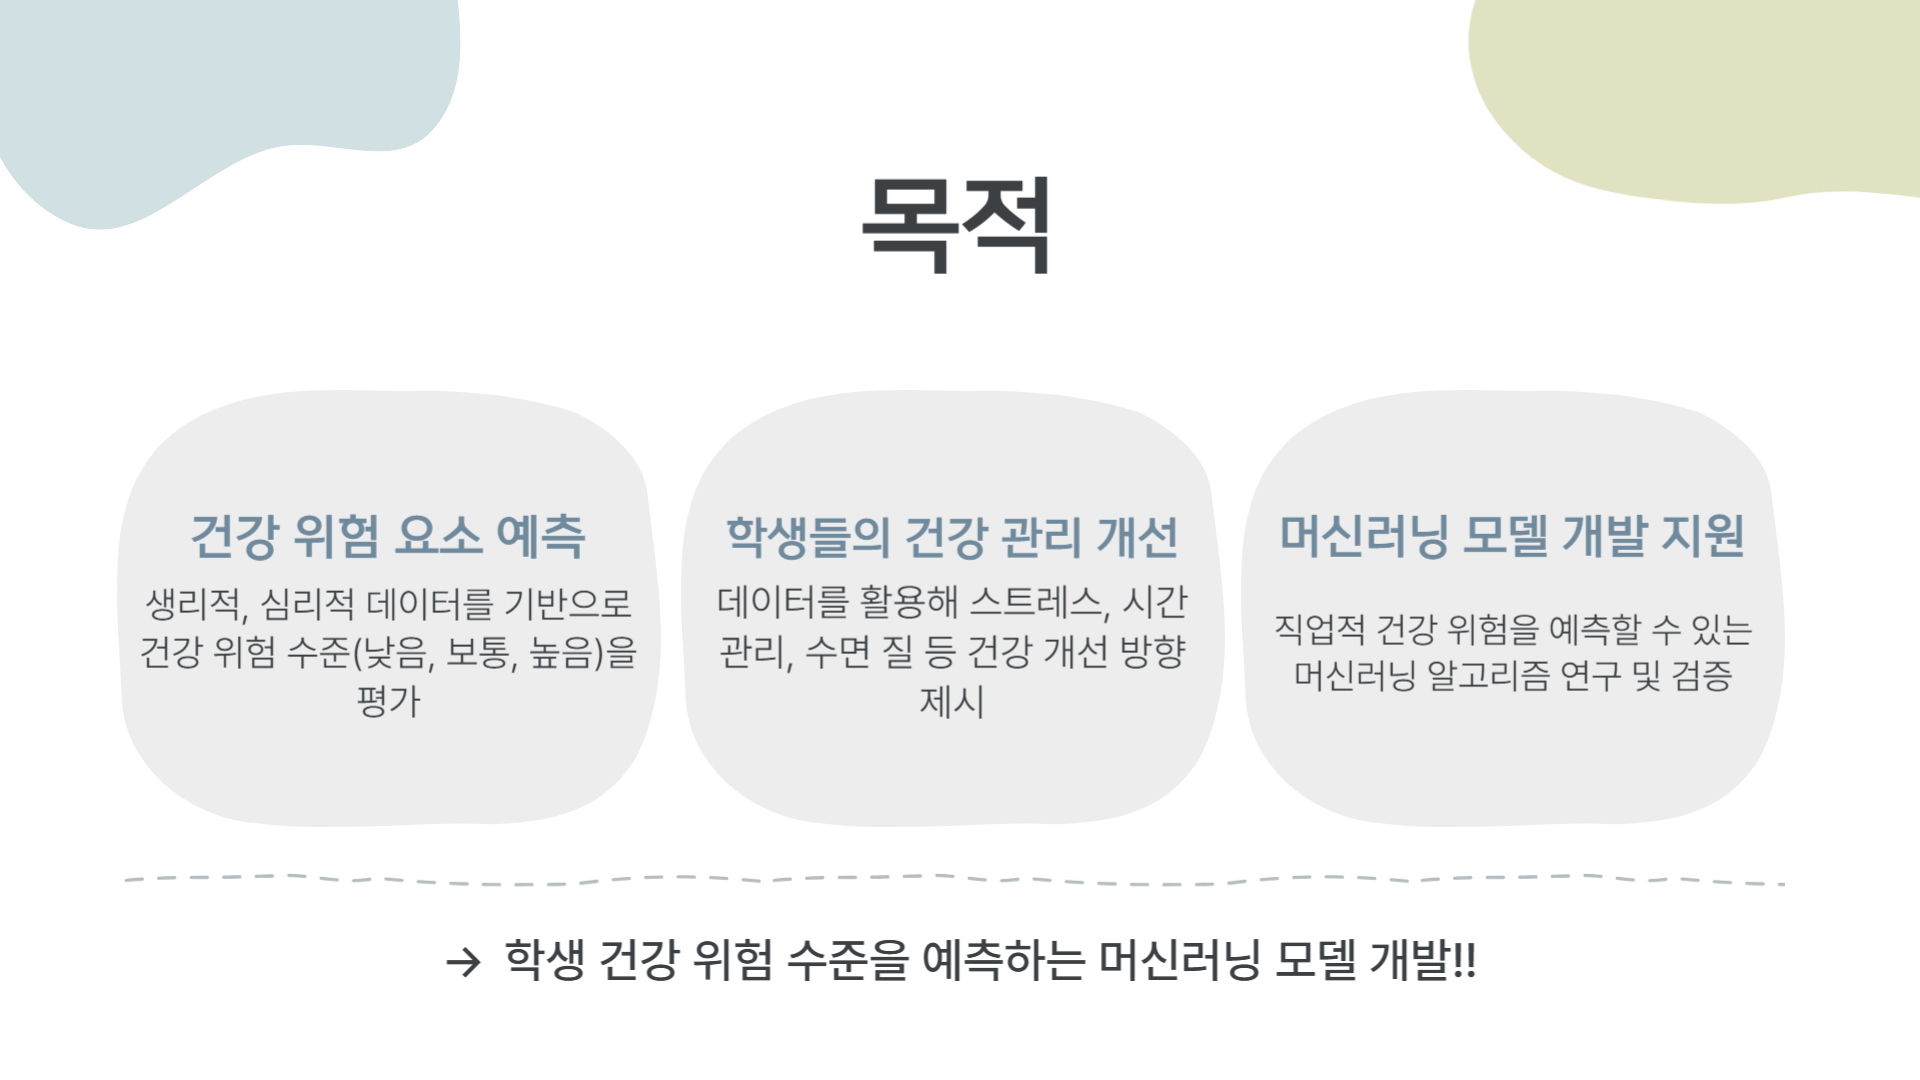 목적
건강 위험 요소 예측
생리적, 심리적 데이터를 기반으로
건강 위험 수준(낮음, 보통, 높음)을
평가
학생들의 건강 관리 개선
데이터를 활용해 스트레스, 시간
관리, 수면 질 등 건강 개선 방향
제시
머신러닝 모델 개발 지원
직업적 건강 위험을 예측할 수 있는
머신러닝 알고리즘 연구 및 검증
→ 학생 건강 위험 수준을 예측하는 머신러닝 모델 개발!!